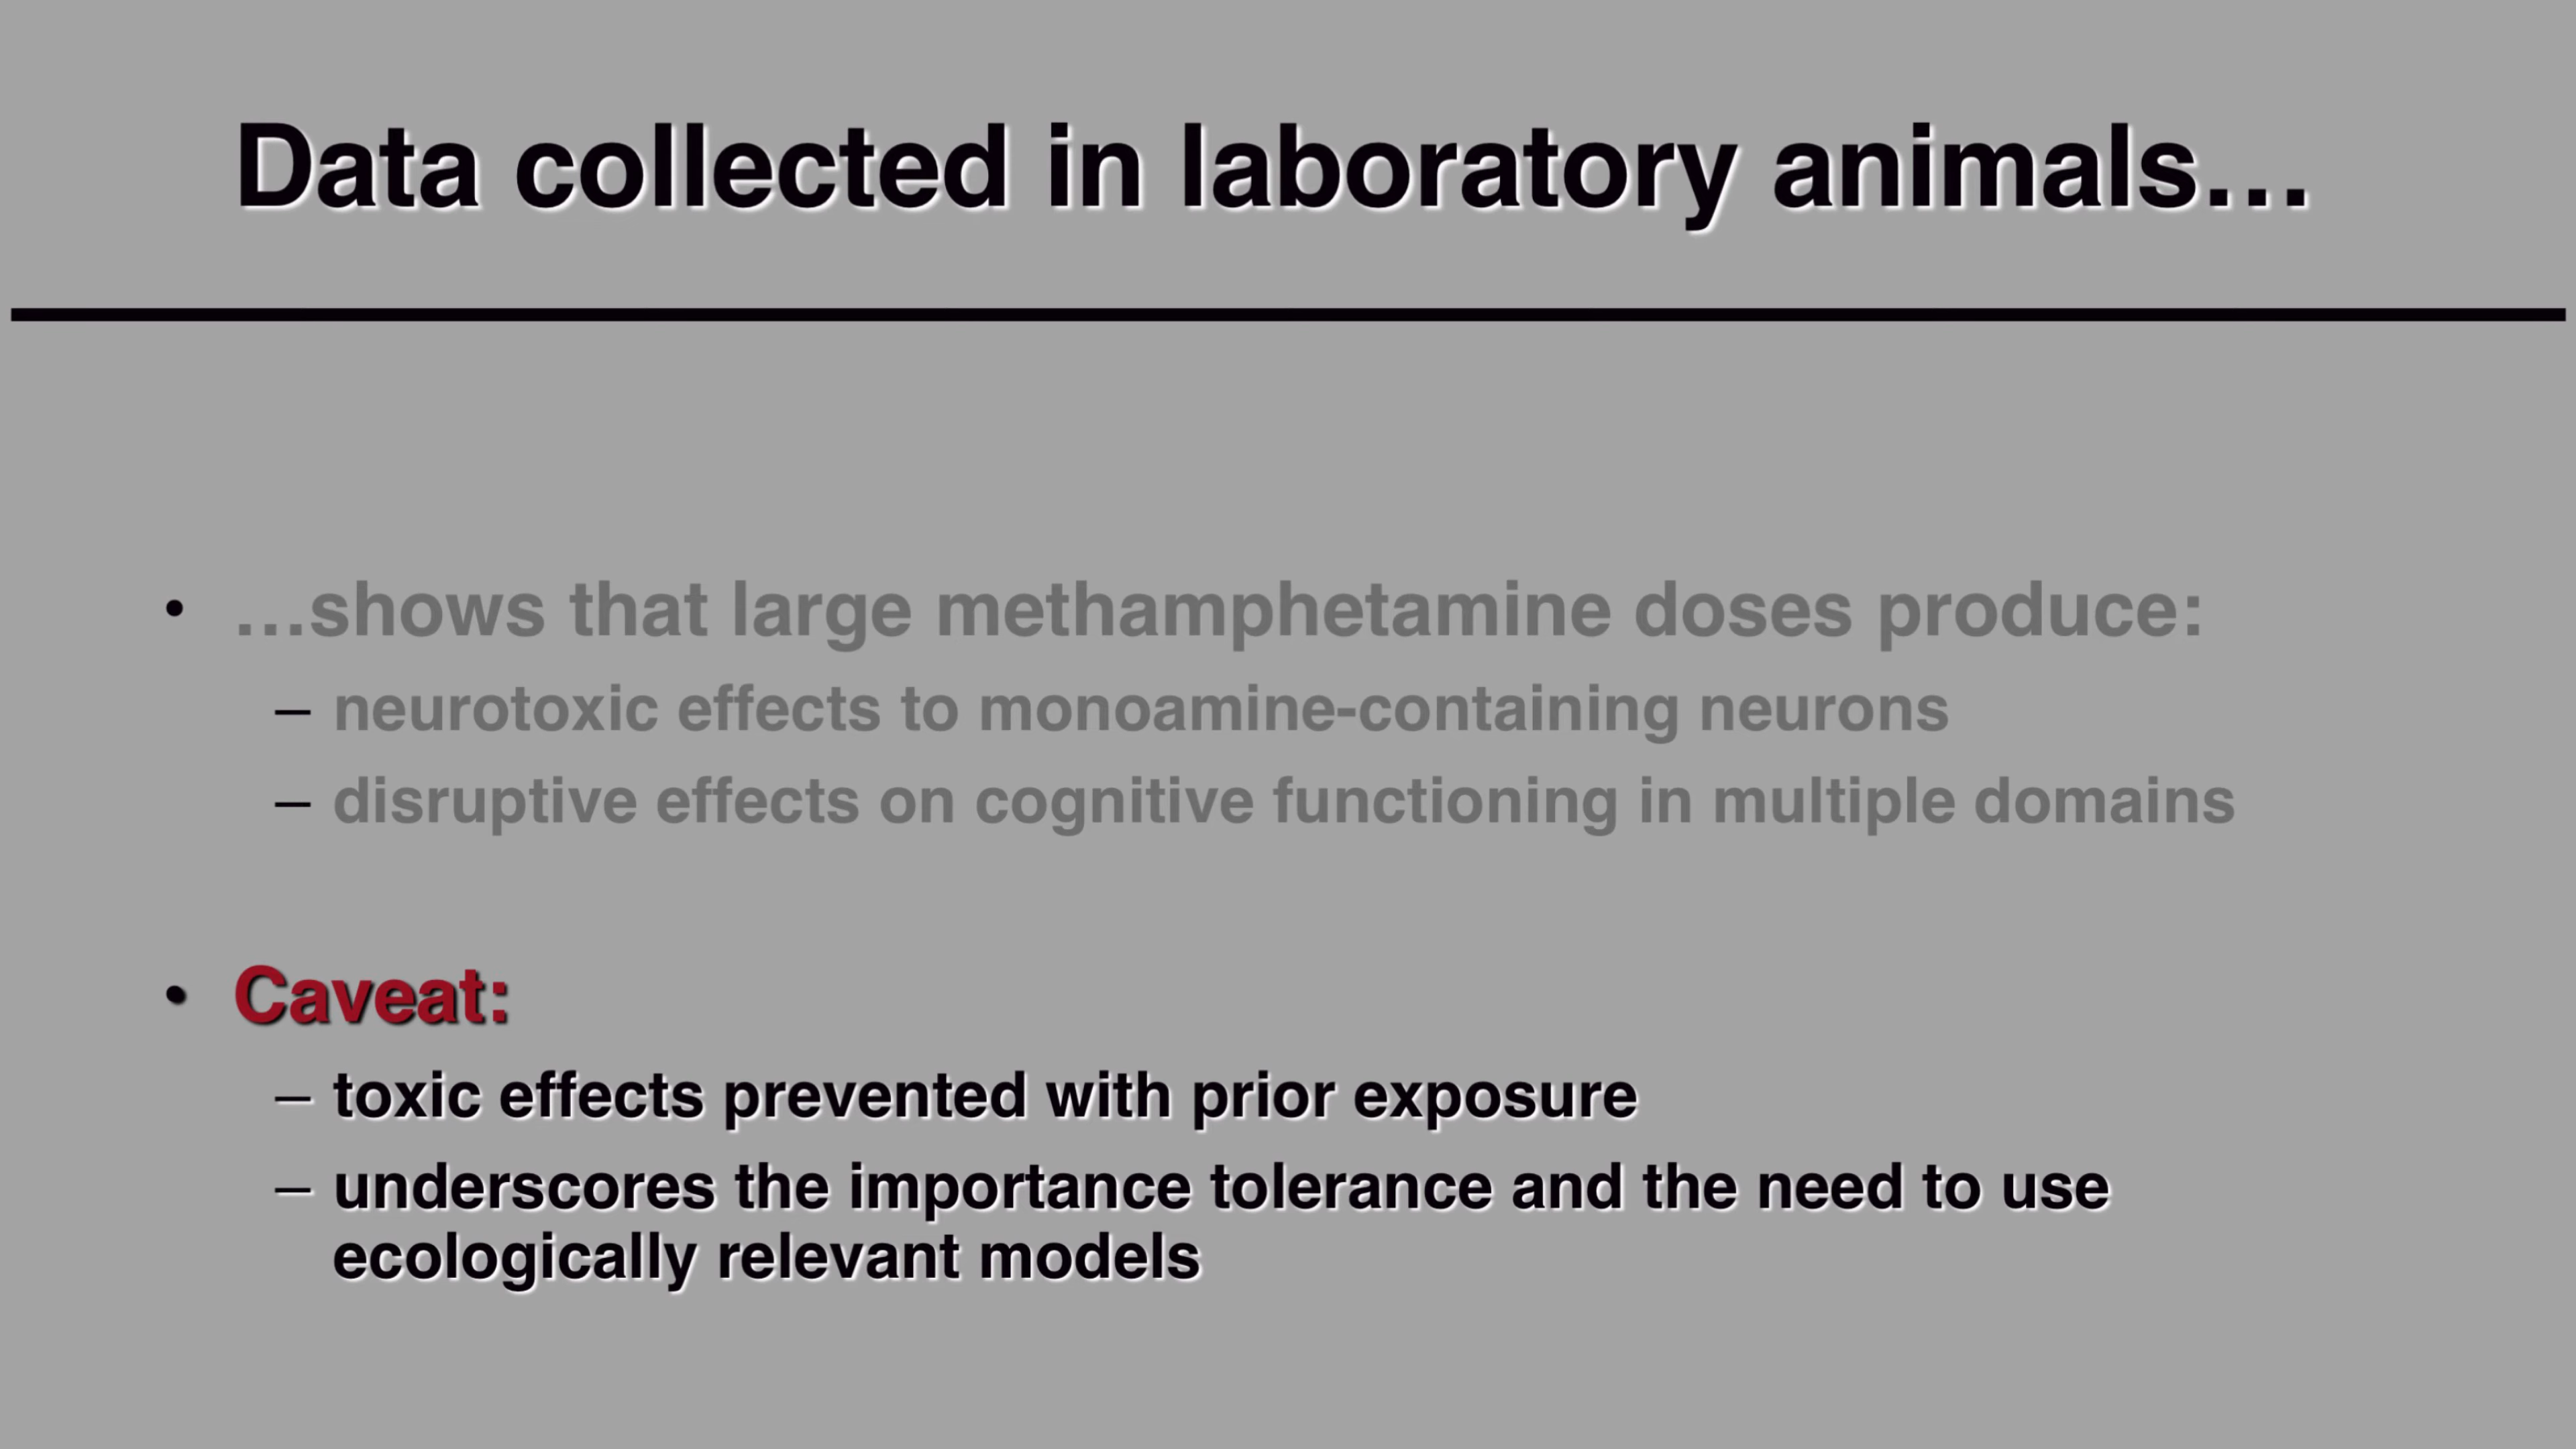 Data collected in laboratory animals…
• …shows that large methamphetamine doses produce:
– neurotoxic effects to monoamine-containing neurons
– disruptive effects on cognitive functioning in multiple domains
• Caveat:
– toxic effects prevented with prior exposure
– underscores the importance tolerance and the need to use
ecologically relevant models